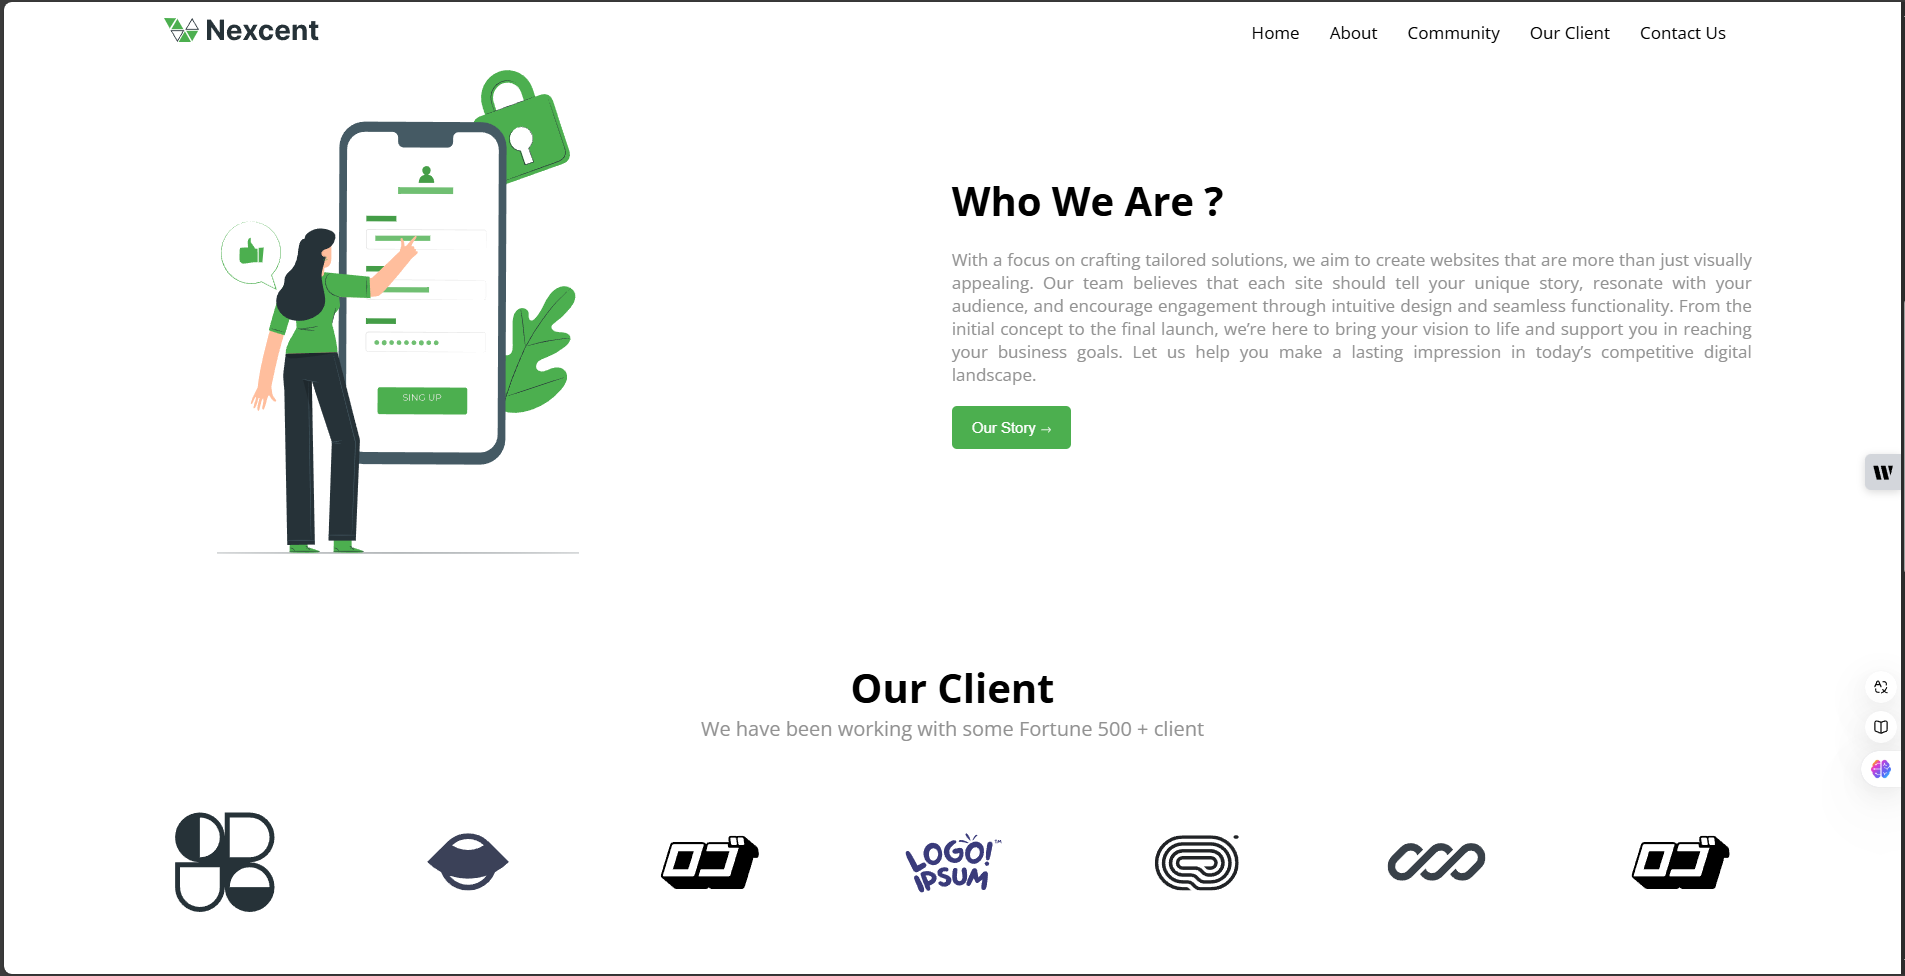 Nexcent
Home About Community Our Client Contact Us
Who We Are ?
With a focus on crafting tailored solutions, we aim to create websites that are more than just visually
appealing. Our team believes that each site should tell your unique story, resonate with your
audience, and encourage engagement through intuitive design and seamless functionality. From the
initial concept to the final launch, we’re here to bring your vision to life and support you in reaching
your business goals. Let us help you make a lasting impression in today’s competitive digital
landscape.
Our Story →
SING UP
Our Client
We have been working with some Fortune 500 + client
LOGO!™
IPSUM